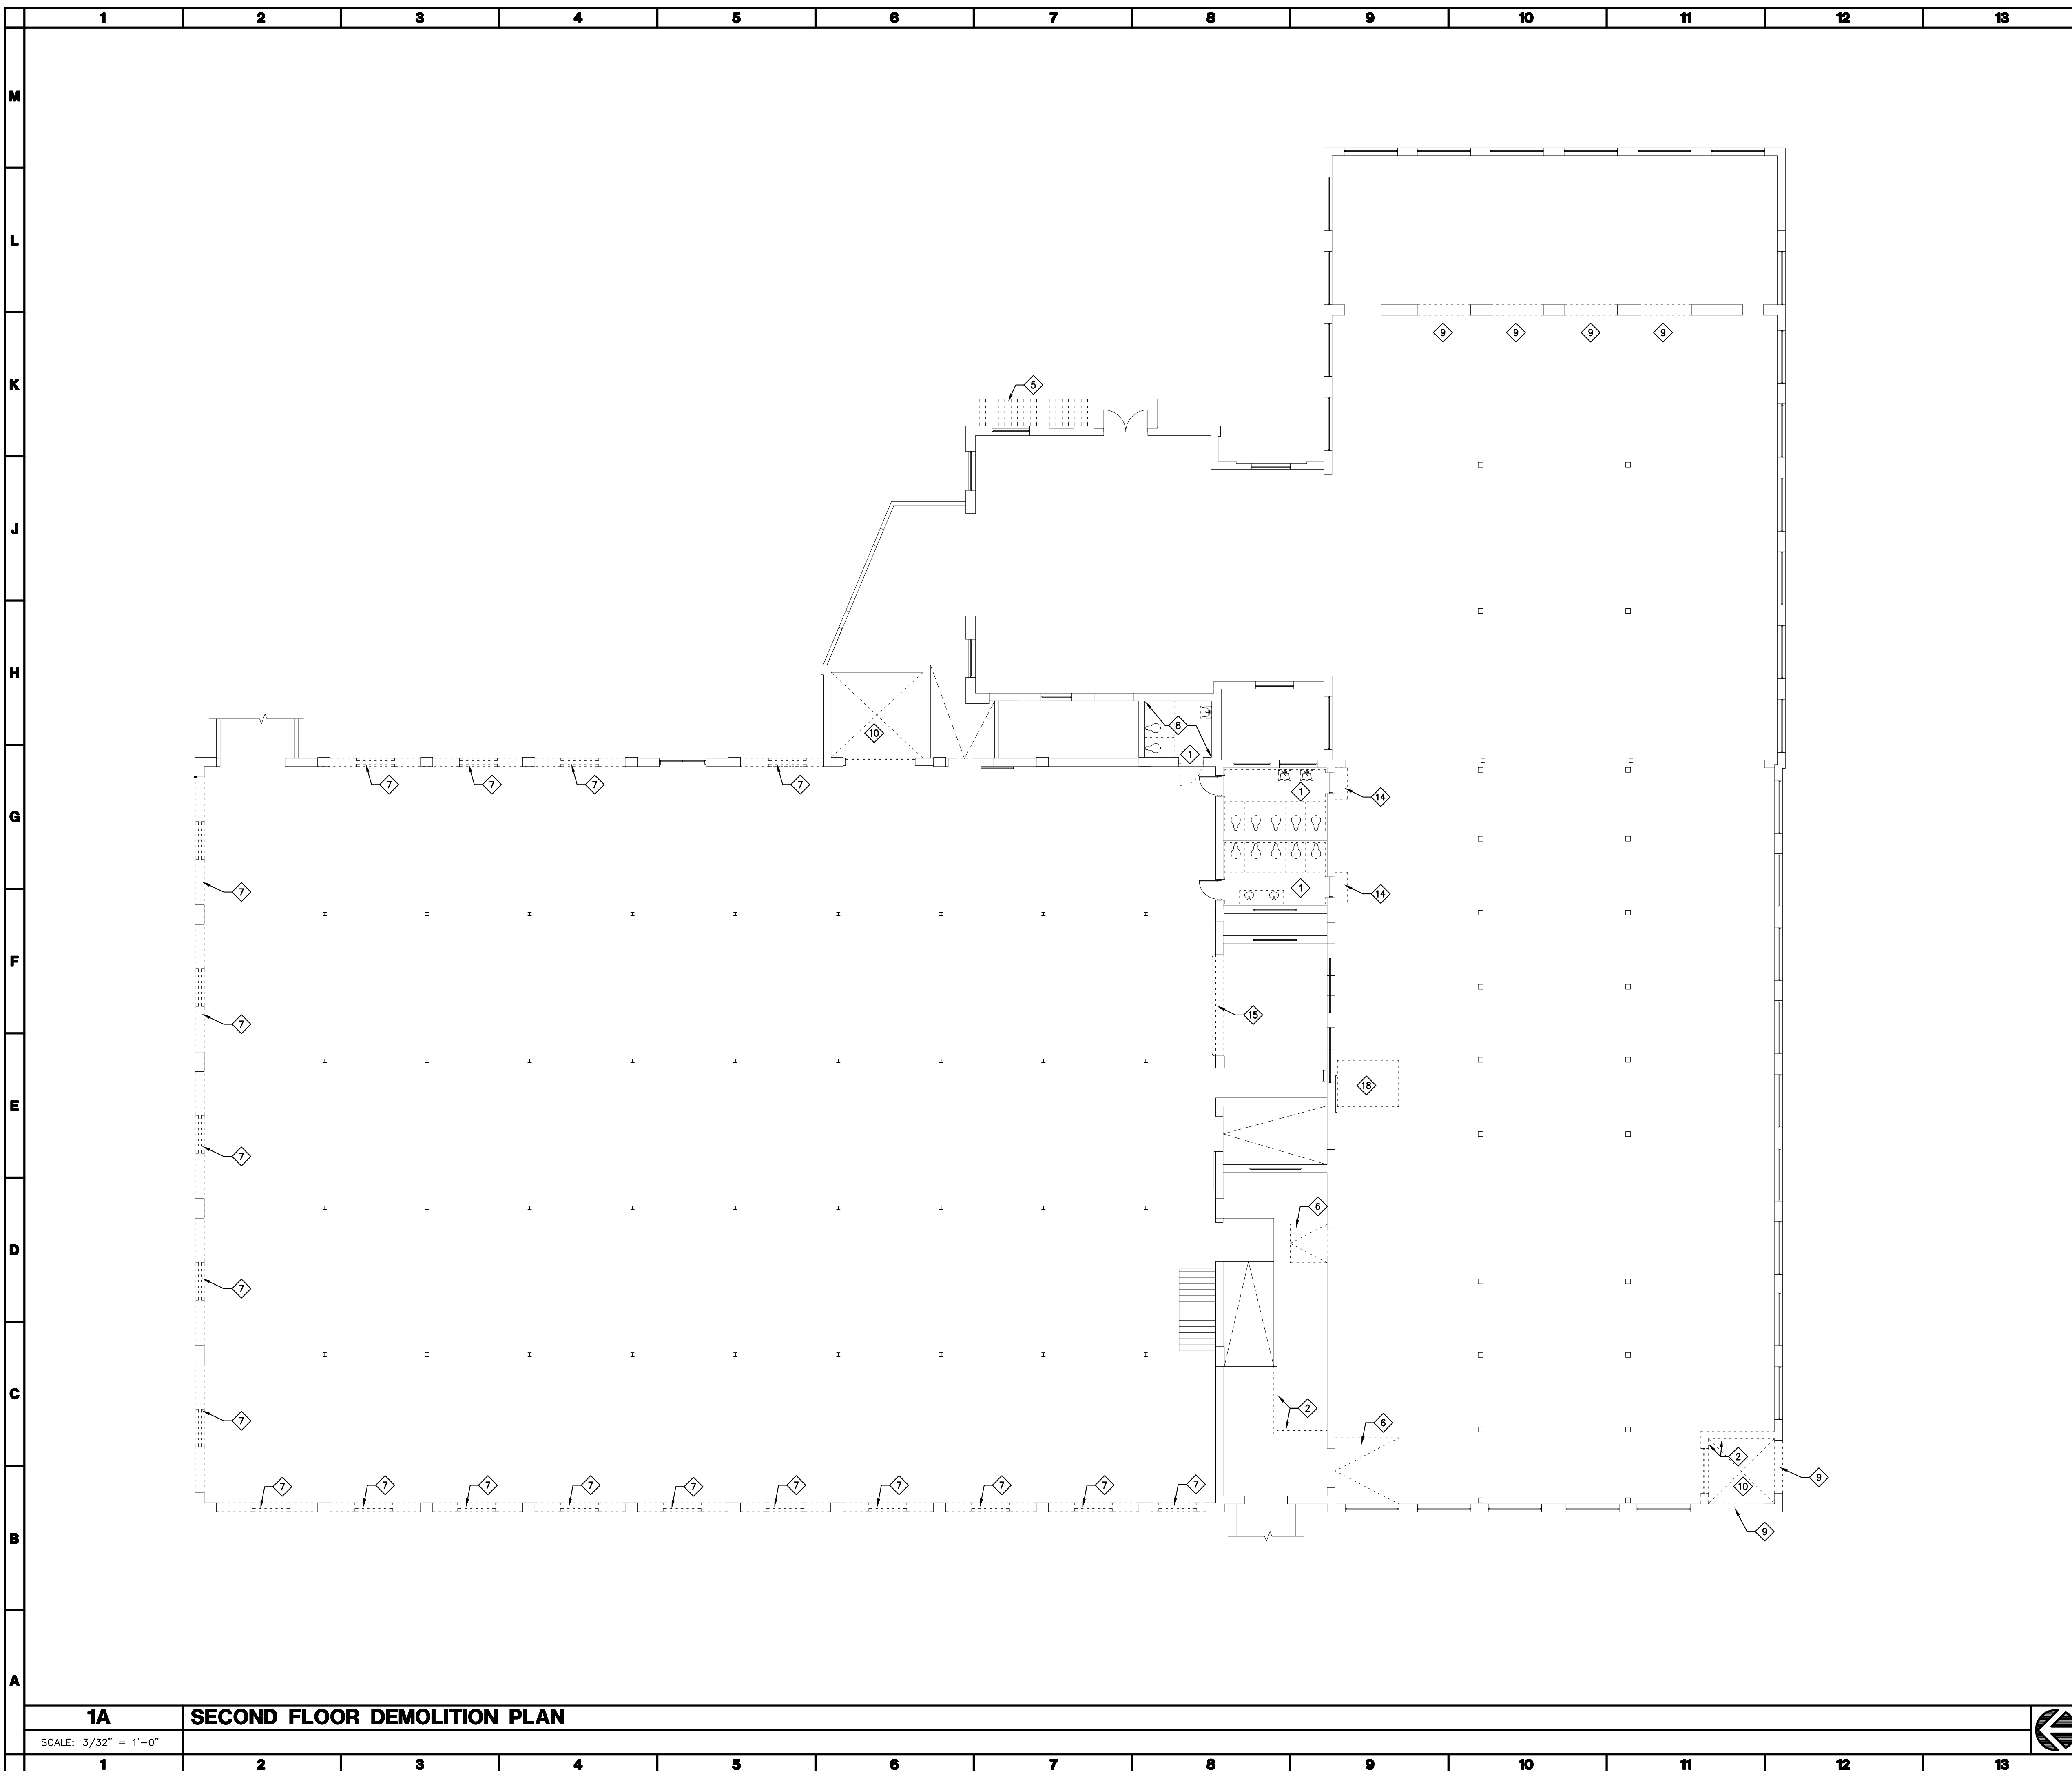 1 2 3 4 5 6 7 8 9 10 11 12 13
M
L
9 9 9 9
K
5
J
H
8
10
1
7 7 7 7
1
14
G
1
14
7
F
15
7
E
18
7
6
D
7
C
2
6
7
2
9
10
7 7 7 7 7 7 7 7 7 7
9
B
A
1A SECOND FLOOR DEMOLITION PLAN
SCALE: 3/32" = 1'-0"
1 2 3 4 5 6 7 8 9 10 11 12 13